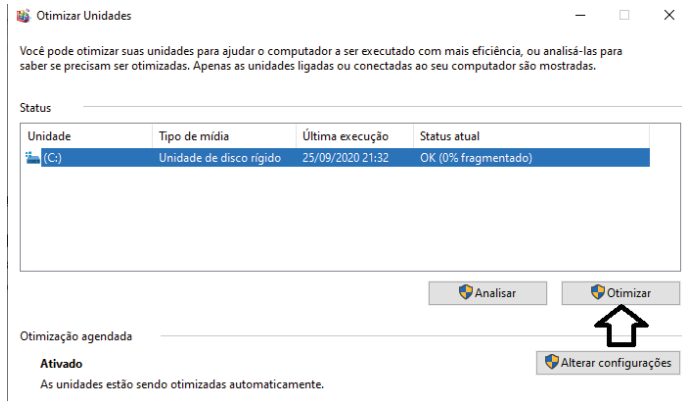 Otimizar Unidades
Você pode otimizar suas unidades para ajudar o computador a ser executado com mais eficiência, ou analisá-las para
saber se precisam ser otimizadas. Apenas as unidades ligadas ou conectadas ao seu computador são mostradas.
Status
Unidade Tipo de mídia Última execução Status atual
(C:) Unidade de disco rígido 25/09/2020 21:32 OK (0% fragmentado)
Analisar Otimizar
Otimização agendada
Ativado Alterar configurações
As unidades estão sendo otimizadas automaticamente.